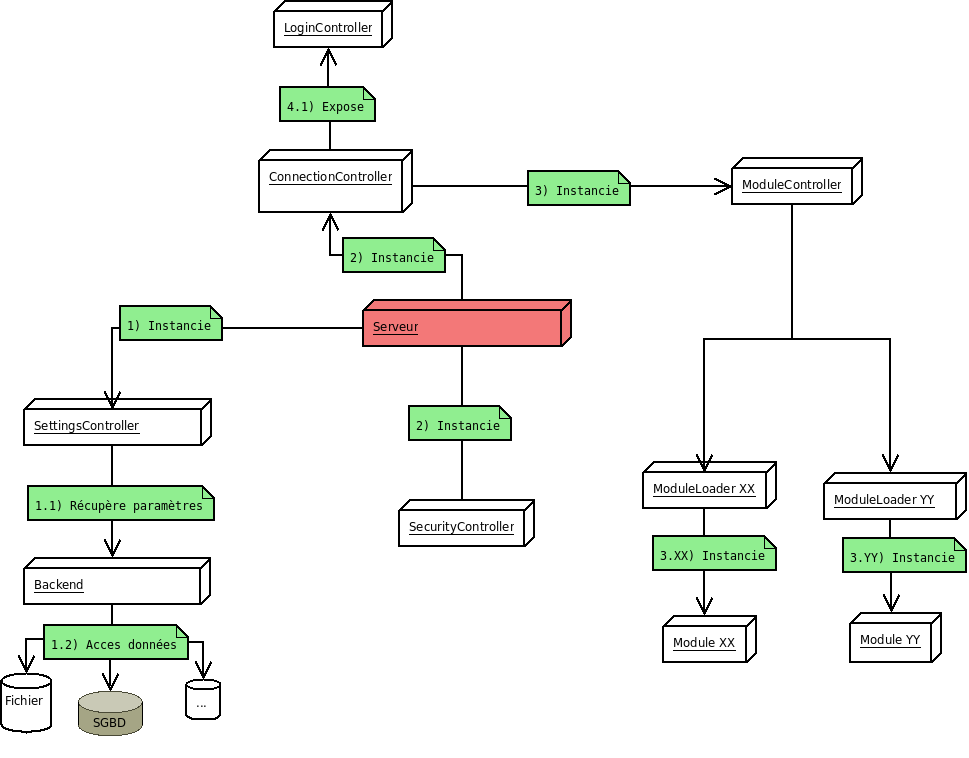 LoginController
4.1) Expose
ConnectionController
3) Instancie
ModuleController
2) Instancie
1) Instancie
Serveur
SettingsController
2) Instancie
ModuleLoader XX
ModuleLoader YY
1.1) Récupère paramètres
SecurityController
3.XX) Instancie
3.YY) Instancie
Backend
1.2) Acces données
Module XX
Module YY
Fichier
SGBD
...